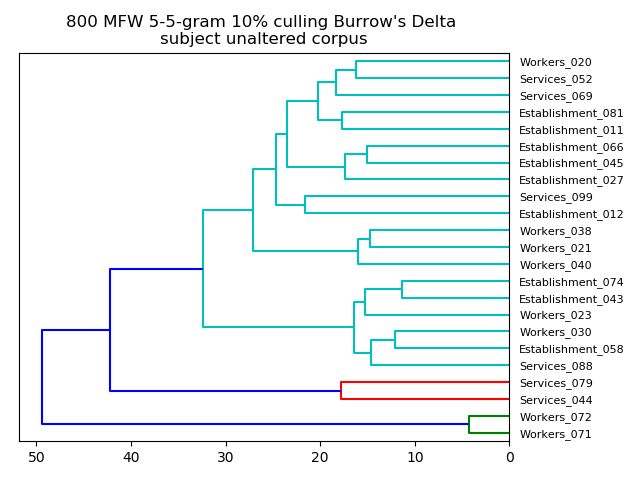 800 MFW 5-5-gram 10% culling Burrow's Delta
subject unaltered corpus
Workers_020
Services_052
Services_069
Establishment_081
Establishment_011
Establishment_066
Establishment_045
Establishment_027
Services_099
Establishment_012
Workers_038
Workers_021
Workers_040
Establishment_074
Establishment_043
Workers_023
Workers_030
Establishment_058
Services_088
Services_079
Services_044
Workers_072
Workers_071
50 40 30 20 10 0